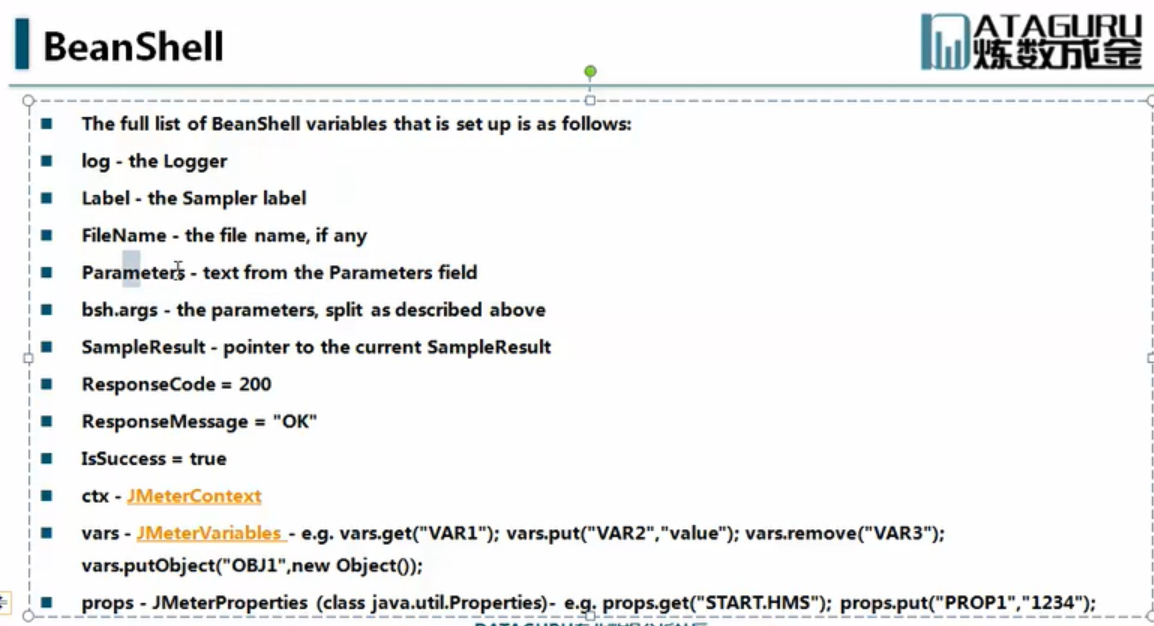 BeanShell
DATAGURU
炼数成金
The full list of BeanShell variables that is set up is as follows:
log - the Logger
Label - the Sampler label
FileName - the file name, if any
Parameters - text from the Parameters field
bsh.args - the parameters, split as described above
SampleResult - pointer to the current SampleResult
ResponseCode = 200
ResponseMessage = "OK"
IsSuccess = true
ctx - JMeterContext
vars - JMeterVariables - e.g. vars.get("VAR1"); vars.put("VAR2","value"); vars.remove("VAR3");
vars.putObject("OBJ1",new Object());
props - JMeterProperties (class java.util.Properties)- e.g. props.get("START.HMS"); props.put("PROP1","1234");